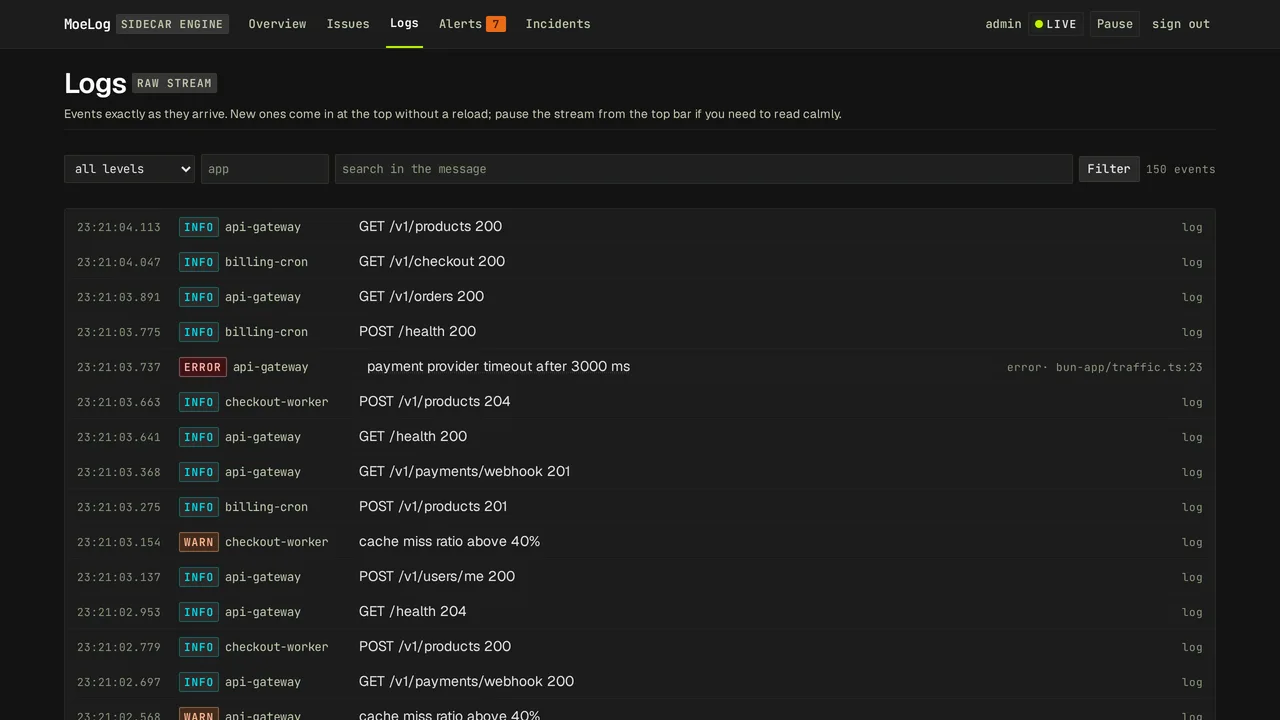 MoeLog SIDECAR ENGINE Overview Issues Logs Alerts 7 Incidents admin LIVE Pause sign out
Logs RAW STREAM
Events exactly as they arrive. New ones come in at the top without a reload; pause the stream from the top bar if you need to read calmly.
all levels app search in the message Filter 150 events
23:21:04.113 INFO api-gateway GET /v1/products 200 log
23:21:04.047 INFO billing-cron GET /v1/checkout 200 log
23:21:03.891 INFO api-gateway GET /v1/orders 200 log
23:21:03.775 INFO billing-cron POST /health 200 log
23:21:03.737 ERROR api-gateway payment provider timeout after 3000 ms error· bun-app/traffic.ts:23
23:21:03.663 INFO checkout-worker POST /v1/products 204 log
23:21:03.641 INFO api-gateway GET /health 200 log
23:21:03.368 INFO api-gateway GET /v1/payments/webhook 201 log
23:21:03.275 INFO billing-cron POST /v1/products 201 log
23:21:03.154 WARN checkout-worker cache miss ratio above 40% log
23:21:03.137 INFO api-gateway POST /v1/users/me 200 log
23:21:02.953 INFO api-gateway GET /health 204 log
23:21:02.779 INFO checkout-worker POST /v1/products 200 log
23:21:02.697 INFO api-gateway GET /v1/payments/webhook 200 log
23:21:02.568 WARN api-gateway cache miss ratio above 40% log